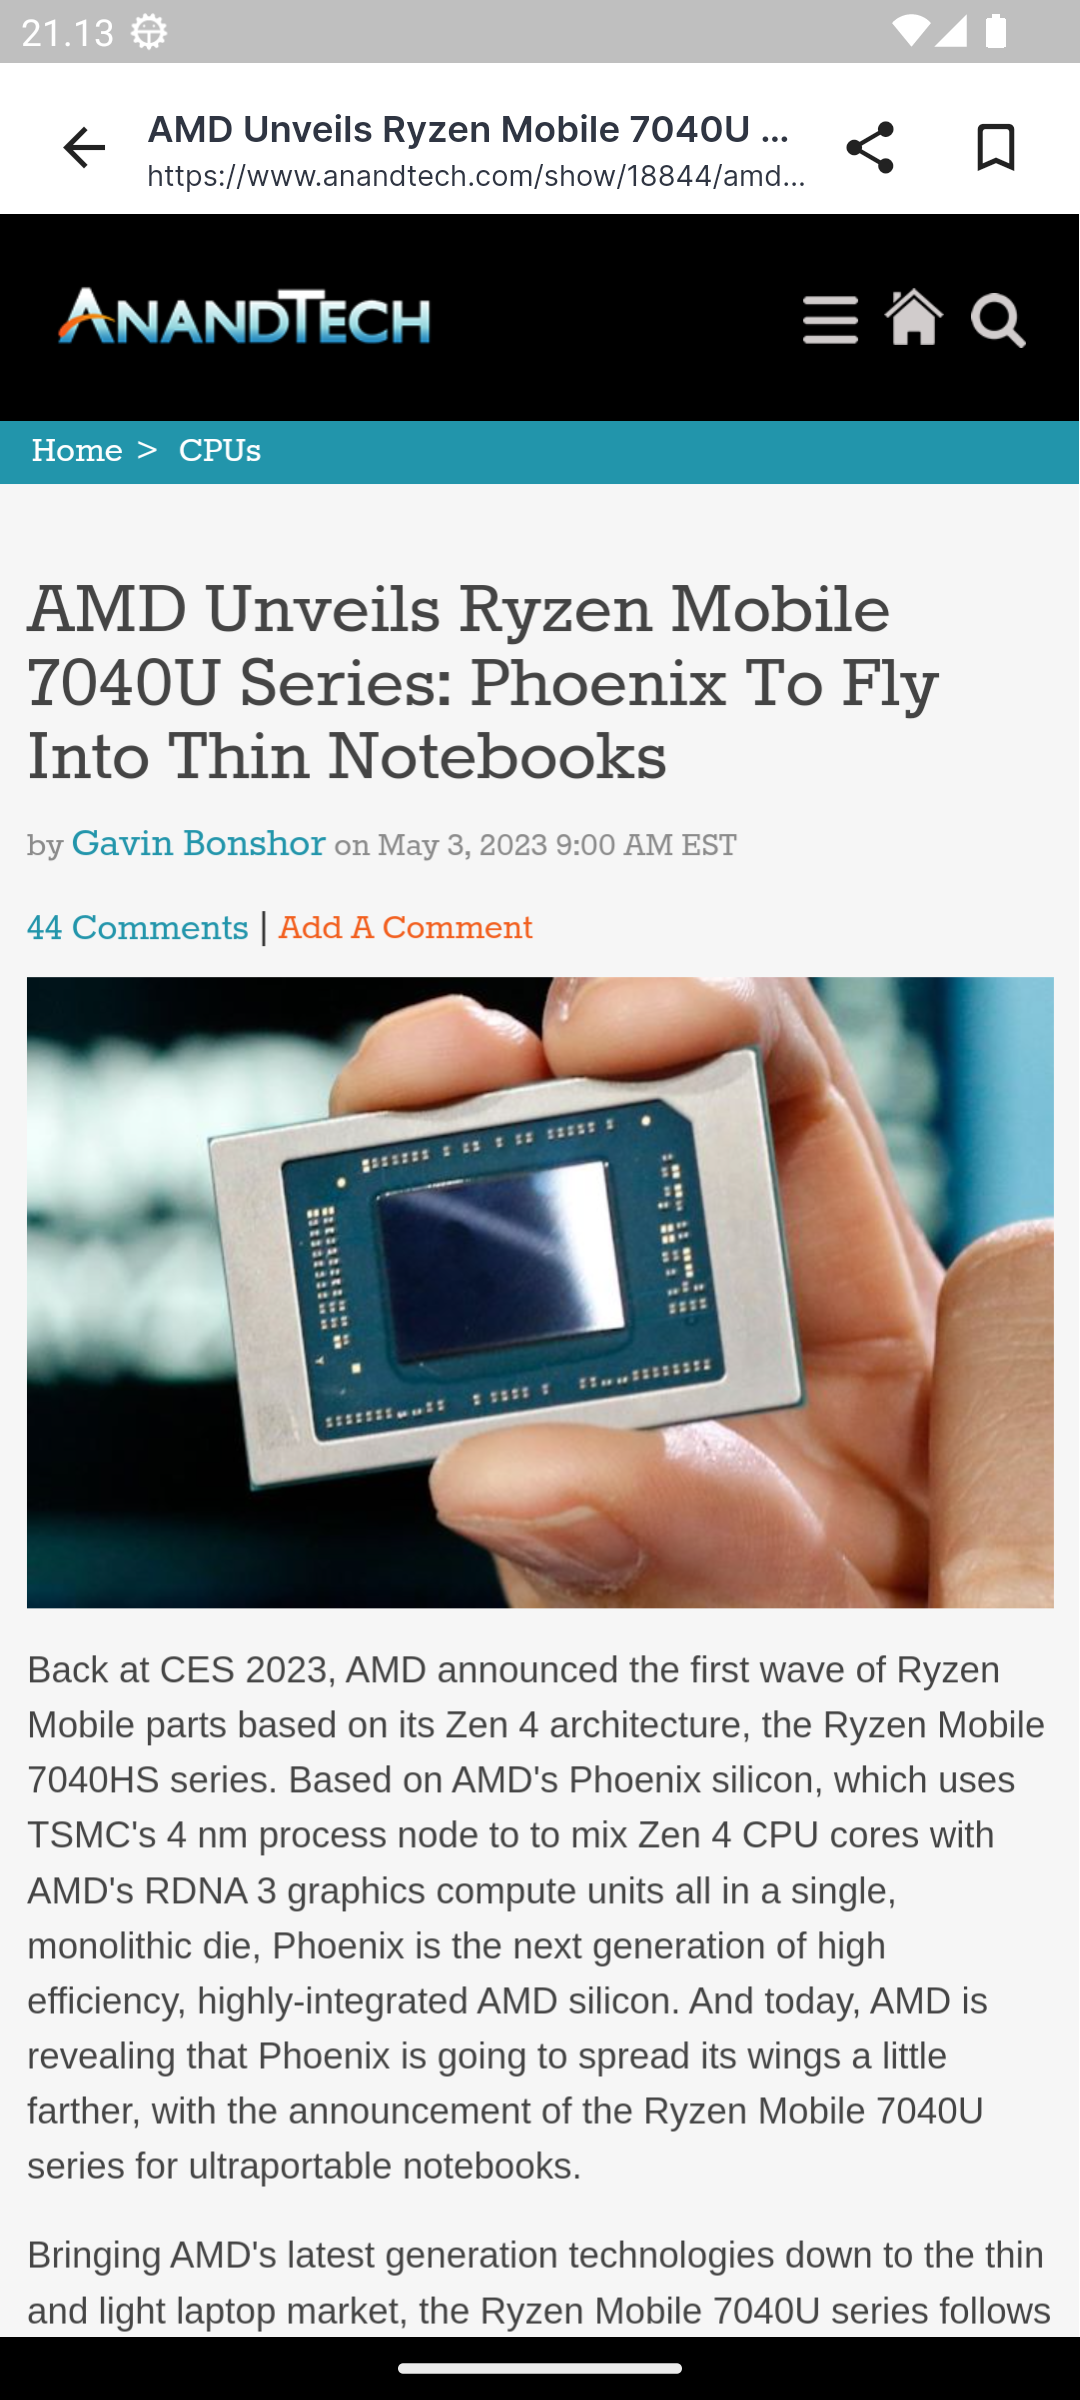 21.13
AMD Unveils Ryzen Mobile 7040U ...
https://www.anandtech.com/show/18844/amd...
ANANDTECH
Home > CPUs
AMD Unveils Ryzen Mobile
7040U Series: Phoenix To Fly
Into Thin Notebooks
by Gavin Bonshor on May 3, 2023 9:00 AM EST
44 Comments | Add A Comment
Back at CES 2023, AMD announced the first wave of Ryzen
Mobile parts based on its Zen 4 architecture, the Ryzen Mobile
7040HS series. Based on AMD's Phoenix silicon, which uses
TSMC's 4 nm process node to to mix Zen 4 CPU cores with
AMD's RDNA 3 graphics compute units all in a single,
monolithic die, Phoenix is the next generation of high
efficiency, highly-integrated AMD silicon. And today, AMD is
revealing that Phoenix is going to spread its wings a little
farther, with the announcement of the Ryzen Mobile 7040U
series for ultraportable notebooks.
Bringing AMD's latest generation technologies down to the thin
and light laptop market, the Ryzen Mobile 7040U series follows